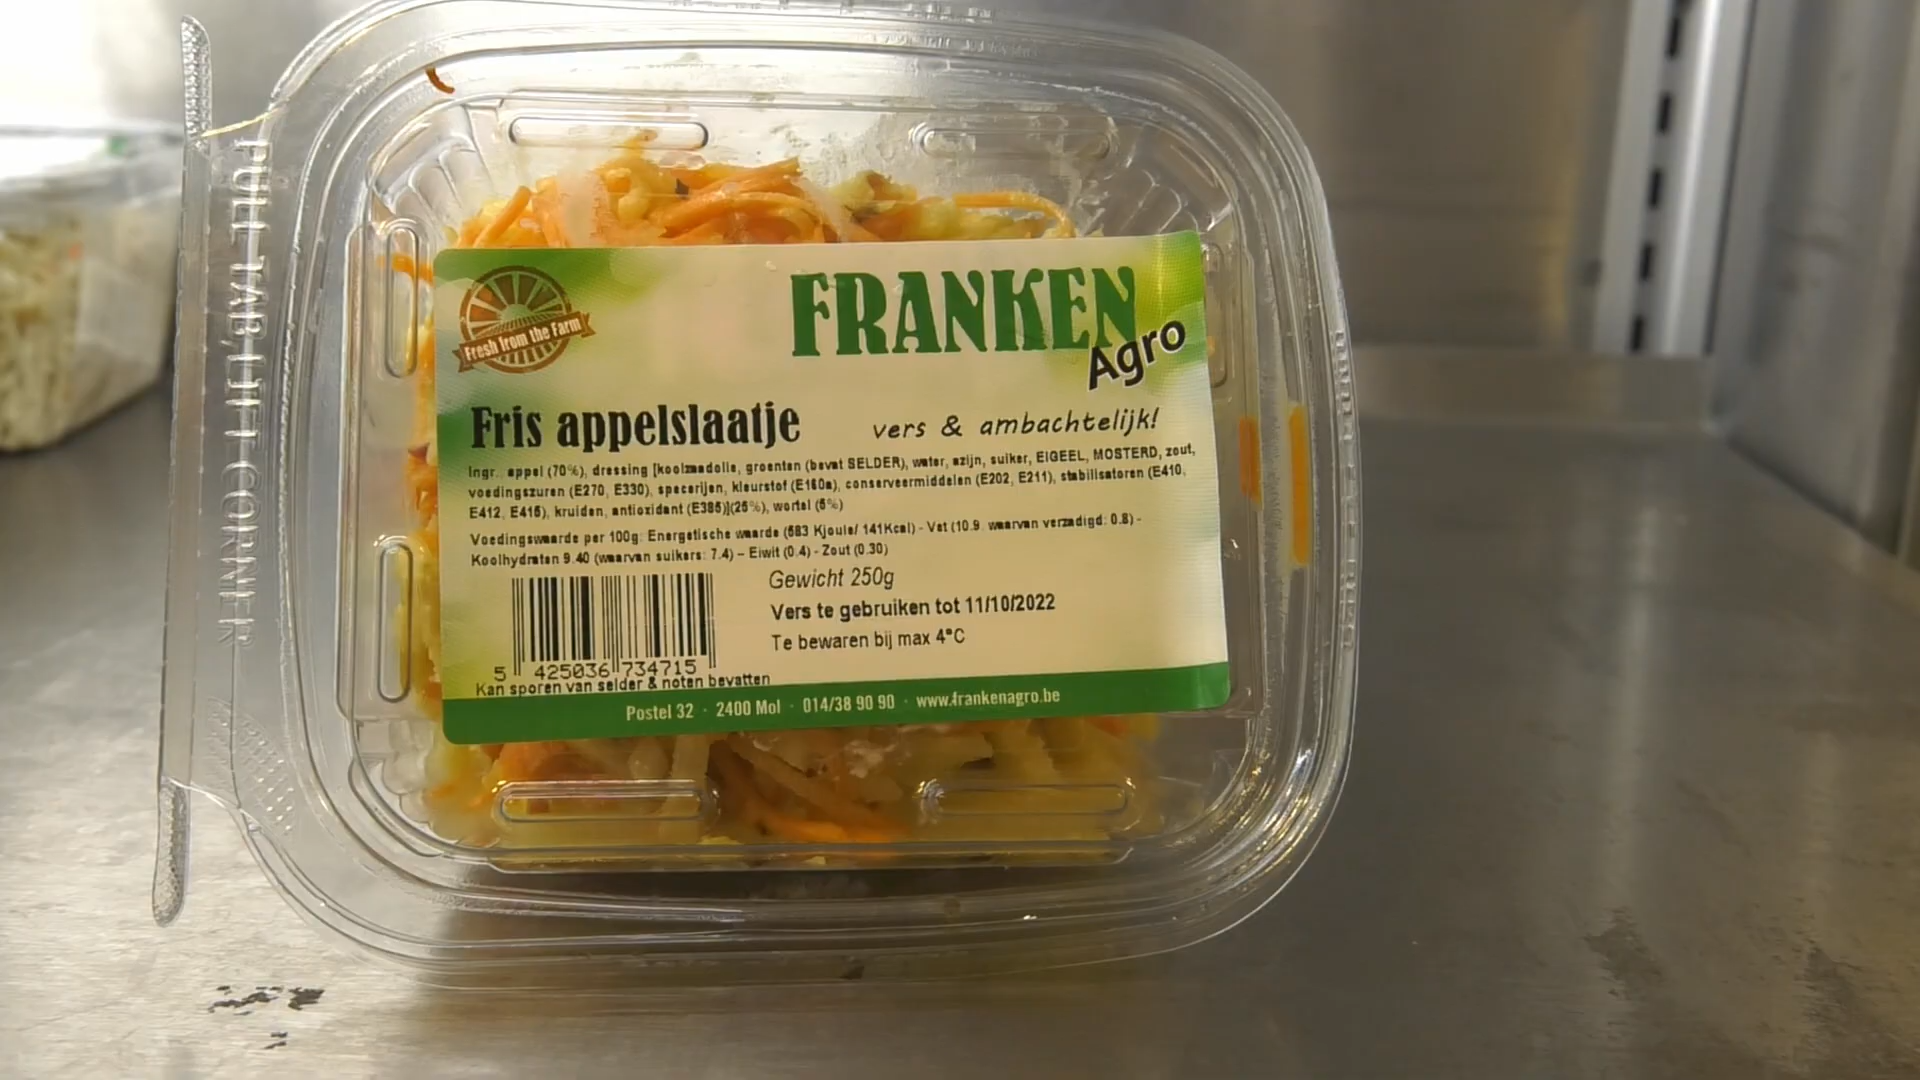 PULL TAB, LIFT CORNER
Fresh from the Farm
FRANKEN
Agro
Fris appelslaatje
vers & ambachtelijk!
Ingr. appel (70%), dressing [koolzaadolie, groenten (bevat SELDER), water, azijn, suiker, EIGEEL, MOSTERD, zout,
voedingszuren (E270, E330), specerijen, kleurstof (E160a), conserveermiddelen (E202, E211), stabilisatoren (E410,
E412, E415), kruiden, antioxidant (E385)](25%), wortel (5%)
Voedingswaarde per 100g: Energetische waarde (583 Kjoule/ 141Kcal) - Vet (10.9 waarvan verzadigd: 0.8) -
Koolhydraten 9.40 (waarvan suikers: 7.4) – Eiwit (0.4) - Zout (0.30)
Gewicht 250g
Vers te gebruiken tot 11/10/2022
Te bewaren bij max 4°C
5 425036 734715
Kan sporen van selder & noten bevatten
Postel 32 · 2400 Mol · 014/38 90 90 · www.frankenagro.be